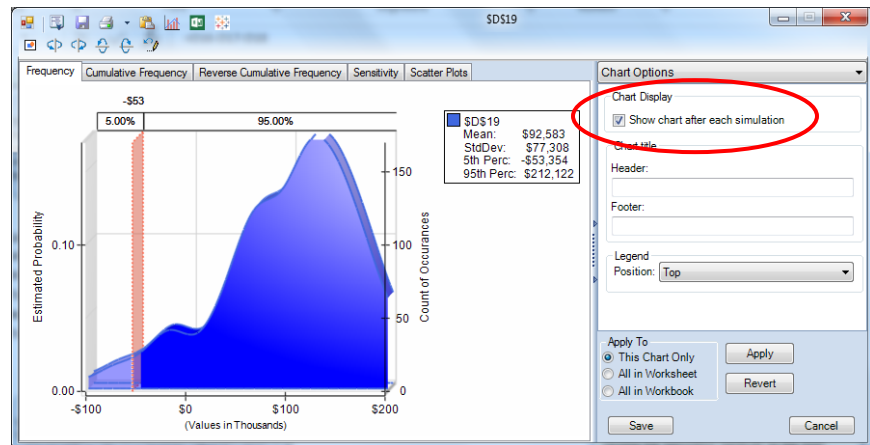 $D$19
Frequency Cumulative Frequency Reverse Cumulative Frequency Sensitivity Scatter Plots
-$53
5.00% 95.00%
$D$19
Mean: $92,583
StdDev: $77,308
5th Perc: -$53,354
95th Perc: $212,122
Estimated Probability
0.10
0.00
150
100
50
0
Count of Occurances
-$100 $0 $100 $200
(Values in Thousands)
Chart Options
Chart Display
Show chart after each simulation
Chart title
Header:
Footer:
Legend
Position: Top
Apply To
This Chart Only
All in Worksheet
All in Workbook
Apply
Revert
Save Cancel